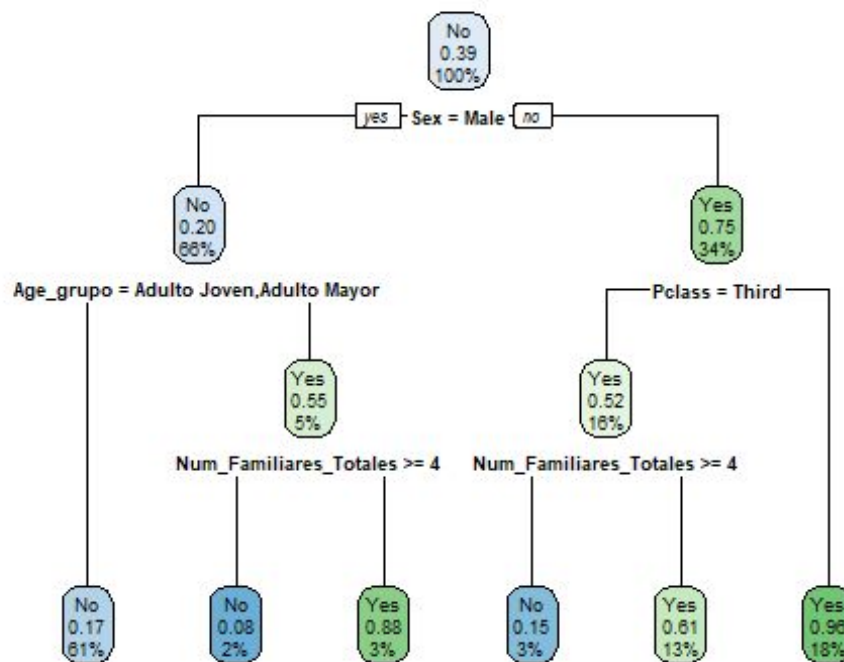 No
0.39
100%
yes Sex = Male no
No
0.20
66%
Yes
0.75
34%
Age_grupo = Adulto Joven,Adulto Mayor
Pclass = Third
Yes
0.55
5%
Yes
0.52
16%
Num_Familiares_Totales >= 4
Num_Familiares_Totales >= 4
No
0.17
61%
No
0.08
2%
Yes
0.88
3%
No
0.15
3%
Yes
0.61
13%
Yes
0.96
18%